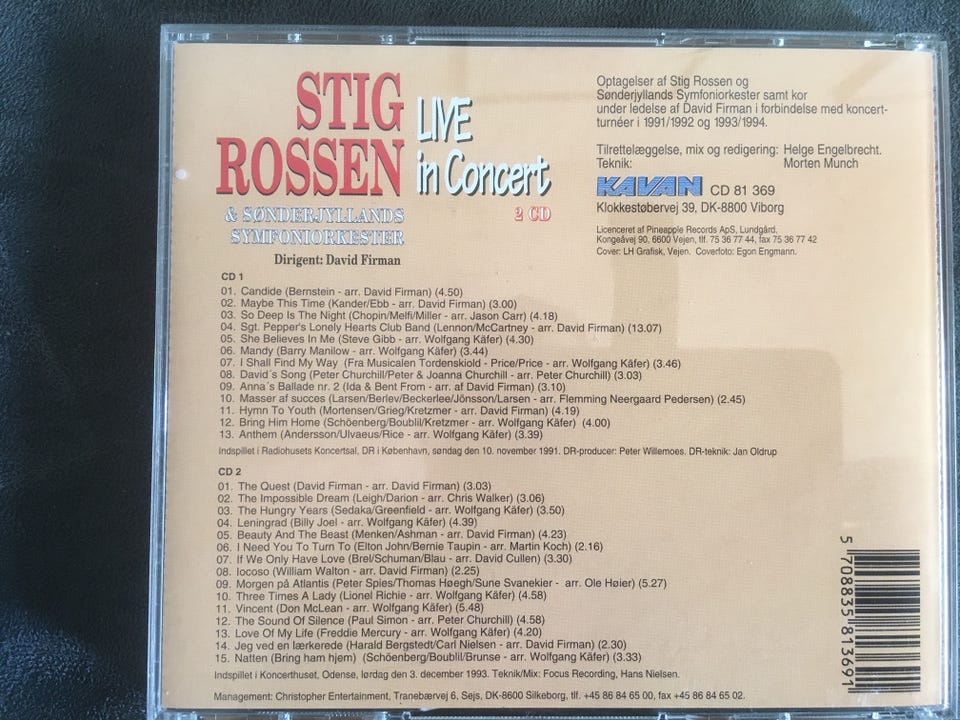 STIG
ROSSEN
LIVE
in Concert
& SØNDERJYLLANDS
SYMFONIORKESTER
2 CD
Dirigent: David Firman
Optagelser af Stig Rossen og
Sønderjyllands Symfoniorkester samt kor
under ledelse af David Firman i forbindelse med koncert-
turnéer i 1991/1992 og 1993/1994.
Tilrettelæggelse, mix og redigering: Helge Engelbrecht.
Teknik: Morten Munch
KAVAN CD 81 369
Klokkestøbervej 39, DK-8800 Viborg
Licenceret af Pineapple Records ApS, Lundgård.
Kongeåvej 90, 6600 Vejen, tlf. 75 36 77 44, fax 75 36 77 42
Cover: LH Grafisk, Vejen. Coverfoto: Egon Engmann.
CD 1
01. Candide (Bernstein - arr. David Firman) (4.50)
02. Maybe This Time (Kander/Ebb - arr. David Firman) (3.00)
03. So Deep Is The Night (Chopin/Melfi/Miller - arr. Jason Carr) (4.18)
04. Sgt. Pepper's Lonely Hearts Club Band (Lennon/McCartney - arr. David Firman) (13.07)
05. She Believes In Me (Steve Gibb - arr. Wolfgang Käfer) (4.30)
06. Mandy (Barry Manilow - arr. Wolfgang Käfer) (3.44)
07. I Shall Find My Way (Fra Musicalen Tordenskiold - Price/Price - arr. Wolfgang Käfer) (3.46)
08. David´s Song (Peter Churchill/Peter & Joanna Churchill - arr. Peter Churchill) (3.03)
09. Anna´s Ballade nr. 2 (Ida & Bent From - arr. af David Firman) (3.10)
10. Masser af succes (Larsen/Berlev/Beckerlee/Jönsson/Larsen - arr. Flemming Neergaard Pedersen) (2.45)
11. Hymn To Youth (Mortensen/Grieg/Kretzmer - arr. David Firman) (4.19)
12. Bring Him Home (Schöenberg/Boublil/Kretzmer - arr. Wolfgang Käfer) (4.00)
13. Anthem (Andersson/Ulvaeus/Rice - arr. Wolfgang Käfer) (3.39)
Indspillet i Radiohusets Koncertsal, DR i København, søndag den 10. november 1991. DR-producer: Peter Willemoes. DR-teknik: Jan Oldrup
CD 2
01. The Quest (David Firman - arr. David Firman) (3.03)
02. The Impossible Dream (Leigh/Darion - arr. Chris Walker) (3.06)
03. The Hungry Years (Sedaka/Greenfield - arr. Wolfgang Käfer) (3.50)
04. Leningrad (Billy Joel - arr. Wolfgang Käfer) (4.39)
05. Beauty And The Beast (Menken/Ashman - arr. David Firman) (4.23)
06. I Need You To Turn To (Elton John/Bernie Taupin - arr. Martin Koch) (2.16)
07. If We Only Have Love (Brel/Schuman/Blau - arr. David Cullen) (3.30)
08. Iocoso (William Walton - arr. David Firman) (2.25)
09. Morgen på Atlantis (Peter Spies/Thomas Høegh/Sune Svanekier - arr. Ole Høier) (5.27)
10. Three Times A Lady (Lionel Richie - arr. Wolfgang Käfer) (4.58)
11. Vincent (Don McLean - arr. Wolfgang Käfer) (5.48)
12. The Sound Of Silence (Paul Simon - arr. Peter Churchill) (4.58)
13. Love Of My Life (Freddie Mercury - arr. Wolfgang Käfer) (4.20)
14. Jeg ved en lærkerede (Harald Bergstedt/Carl Nielsen - arr. David Firman) (2.30)
15. Natten (Bring ham hjem) (Schöenberg/Boublil/Brunse - arr. Wolfgang Käfer) (3.33)
Indspillet i Koncerthuset, Odense, lørdag den 3. december 1993. Teknik/Mix: Focus Recording, Hans Nielsen.
Management: Christopher Entertainment, Tranebærvej 6, Sejs, DK-8600 Silkeborg, tlf. +45 86 84 65 00, fax +45 86 84 65 02.
5 708835 813691